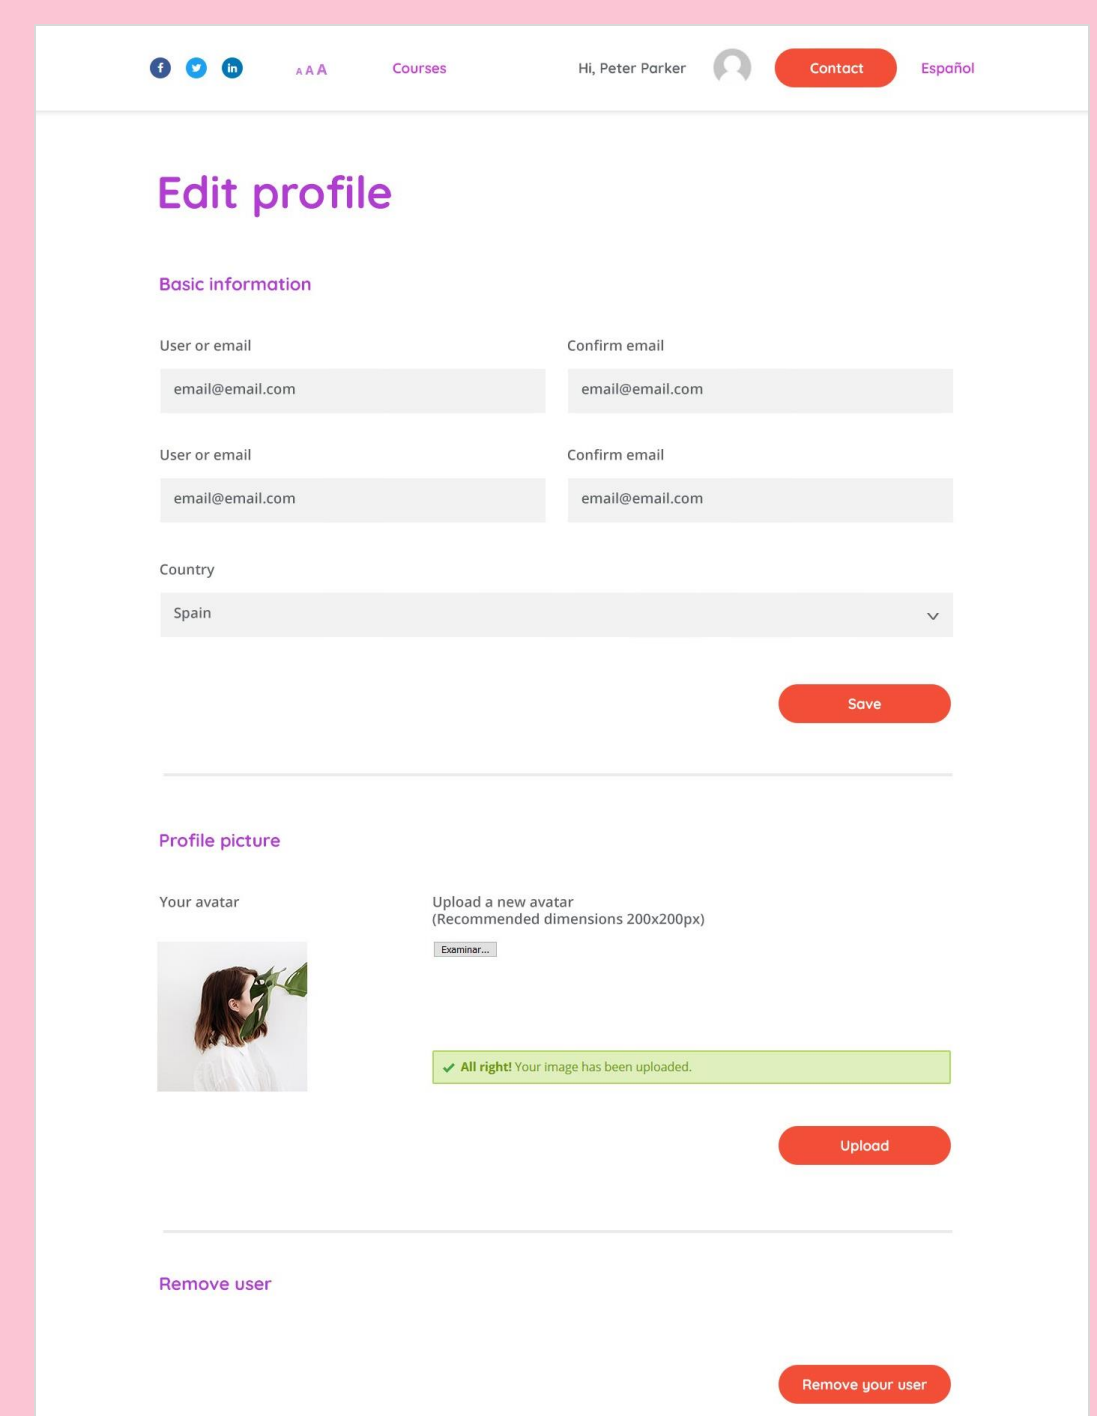 A A A Courses Hi, Peter Parker Contact Español
Edit profile
Basic information
User or email Confirm email
email@email.com email@email.com
User or email Confirm email
email@email.com email@email.com
Country
Spain
Save
Profile picture
Your avatar Upload a new avatar
(Recommended dimensions 200x200px)
Examinar...
All right! Your image has been uploaded.
Upload
Remove user
Remove your user